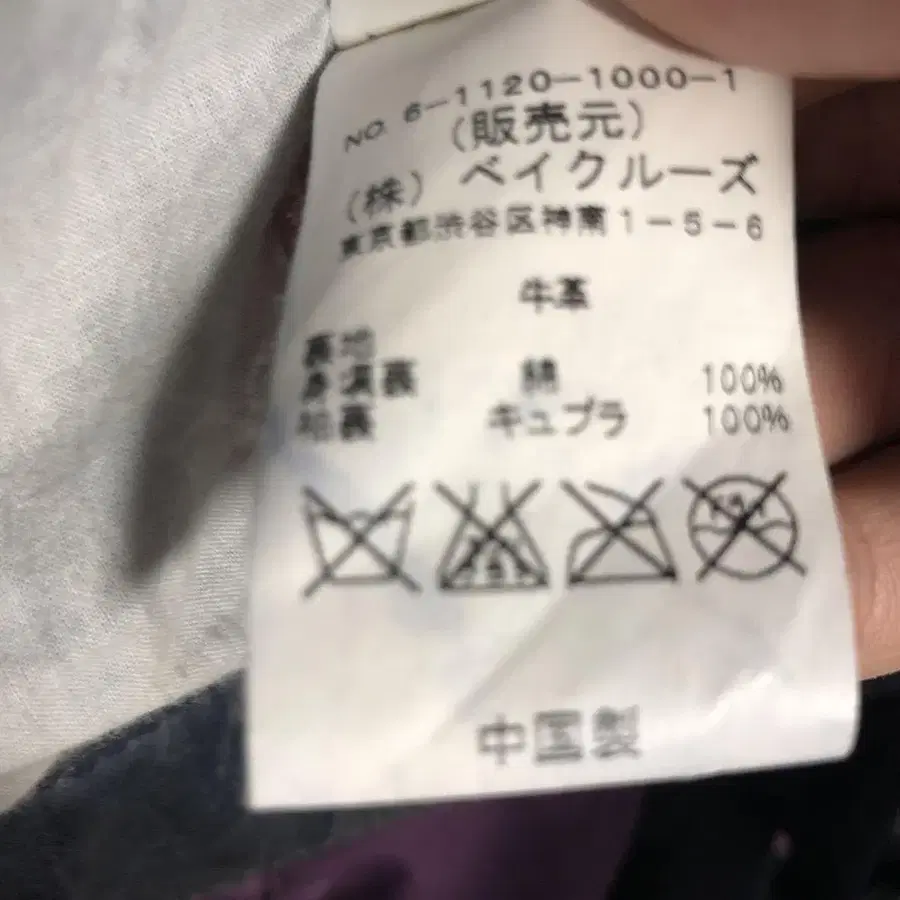 NO. 6-1120-1000-1
(販売元)
(株) ベイクルーズ
東京都渋谷区神南1-5-6
牛革
裏地
身頃裏 綿 100%
袖裏 キュプラ 100%
中国製